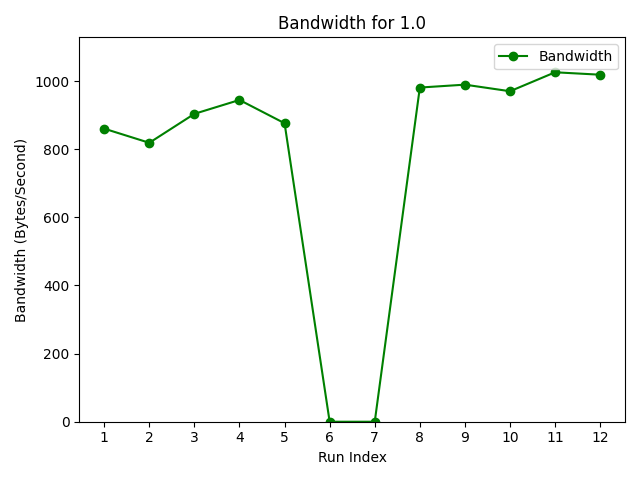 Bandwidth for 1.0
Bandwidth
Bandwidth (Bytes/Second)
1000
800
600
400
200
0
1 2 3 4 5 6 7 8 9 10 11 12
Run Index